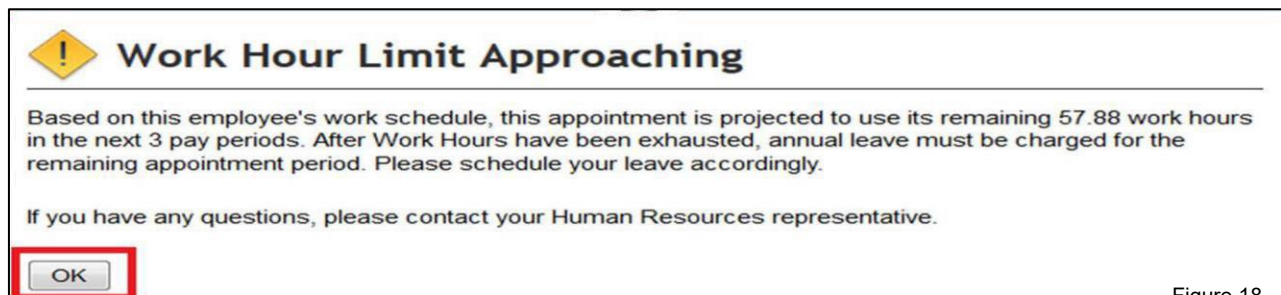 Work Hour Limit Approaching
Based on this employee's work schedule, this appointment is projected to use its remaining 57.88 work hours
in the next 3 pay periods. After Work Hours have been exhausted, annual leave must be charged for the
remaining appointment period. Please schedule your leave accordingly.
If you have any questions, please contact your Human Resources representative.
OK
Figure 18